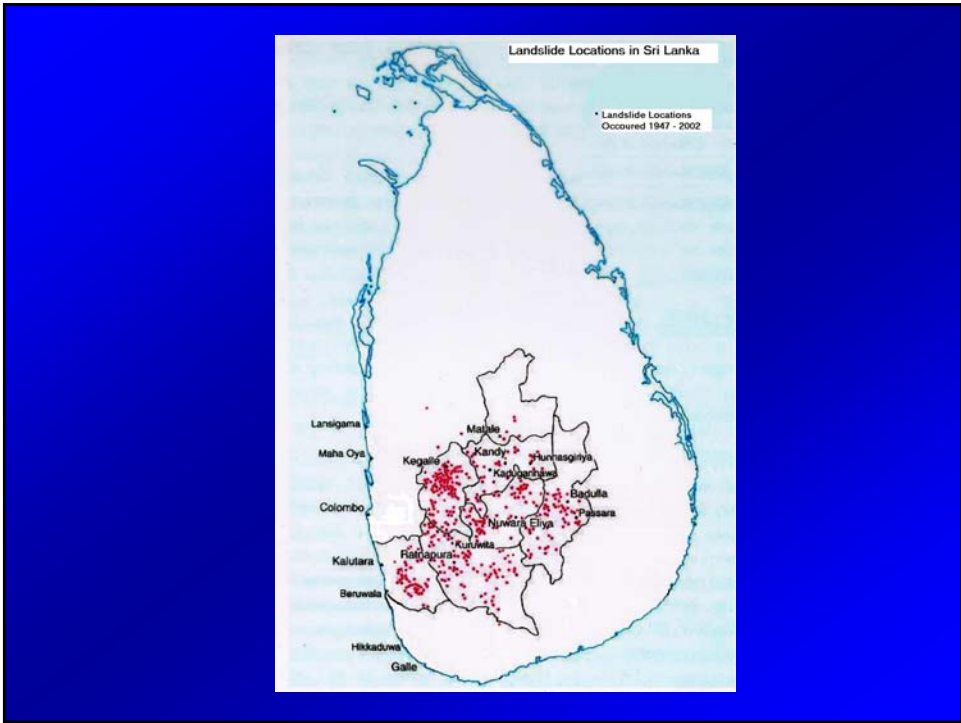 Landslide Locations in Sri Lanka
• Landslide Locations
Occoured 1947 - 2002
Lansigama
Matale
Maha Oya
Kegalle
Kandy
Hunnasgiriya
Kadugannawa
Badulla
Colombo
Passara
Nuwara Eliya
Kuruwita
Ratnapura
Kalutara
Beruwala
Hikkaduwa
Galle